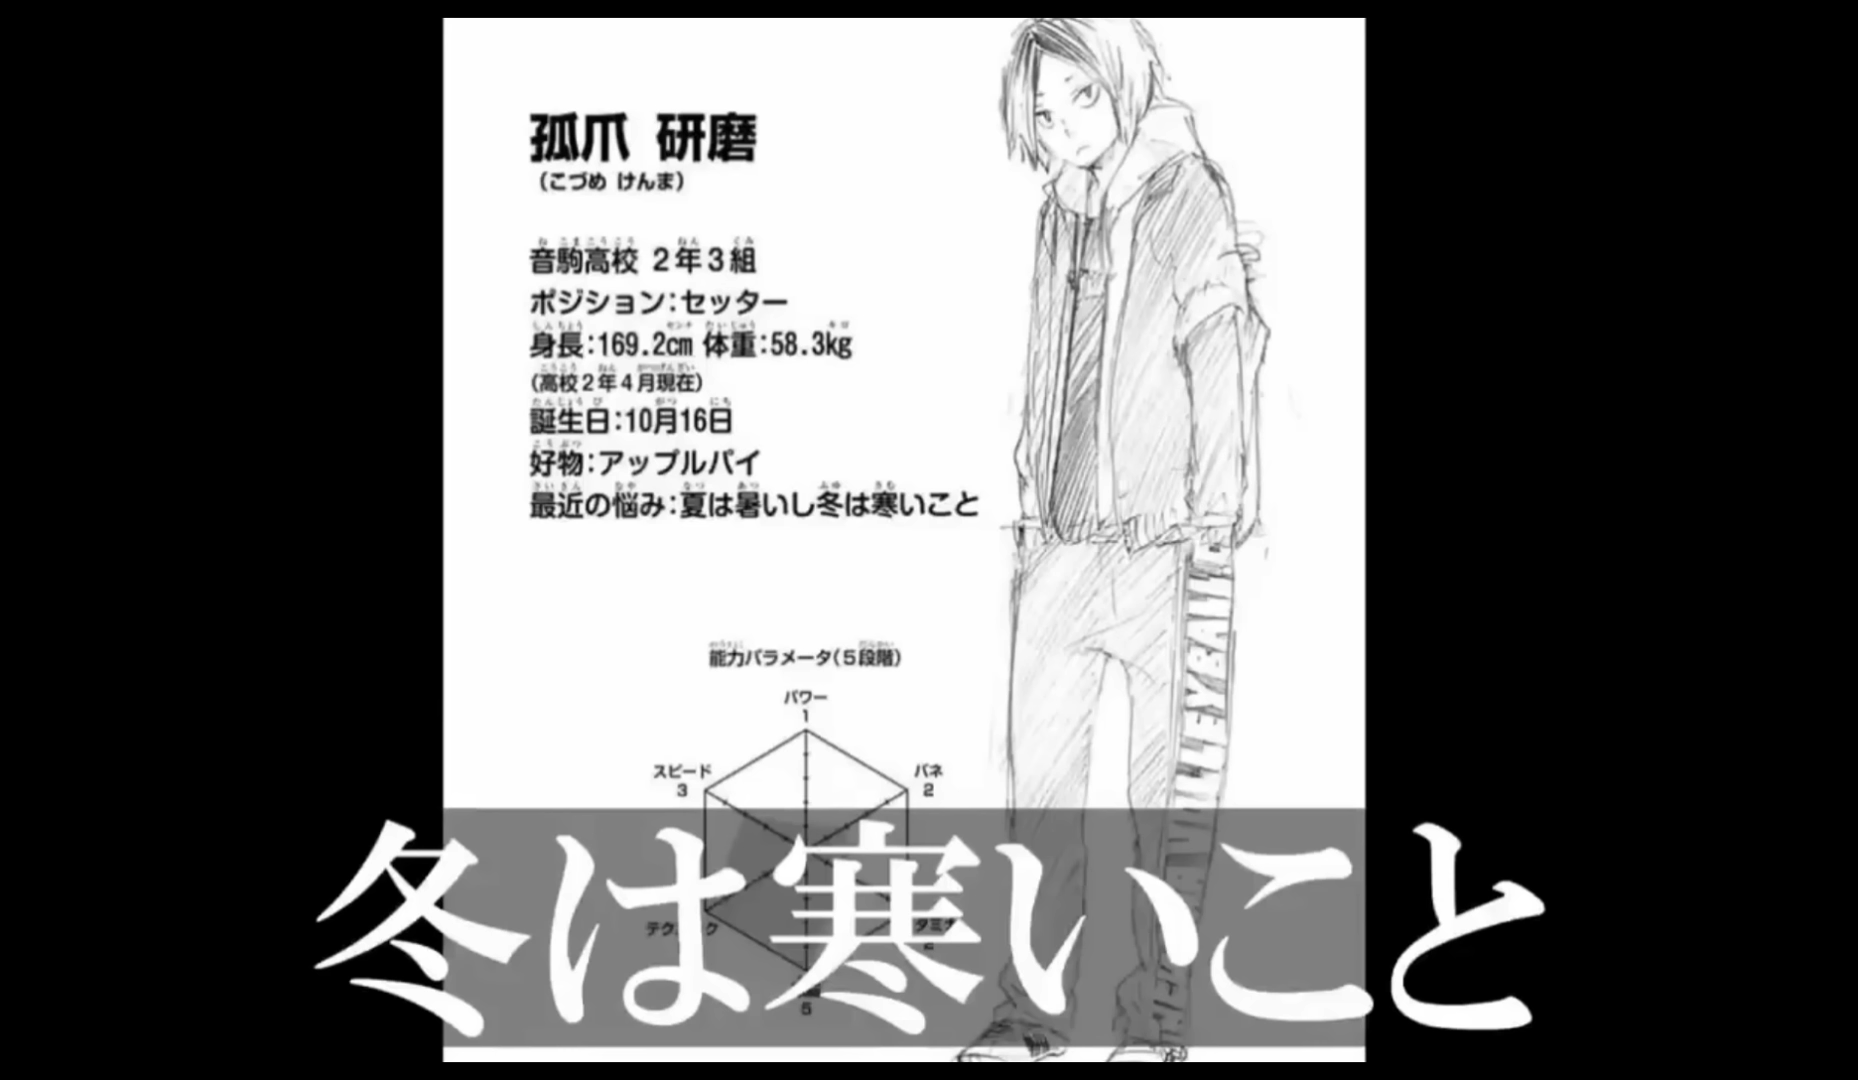 孤爪 研磨
(こづめ けんま)
音駒高校 2年3組
ポジション:セッター
身長:169.2cm 体重:58.3kg
(高校2年4月現在)
誕生日:10月16日
好物:アップルパイ
最近の悩み:夏は暑いし冬は寒いこと
能力パラメータ(5段階)
パワー
1
スピード
3
バネ
2
VOLLEYBALL
冬は寒いこと
5